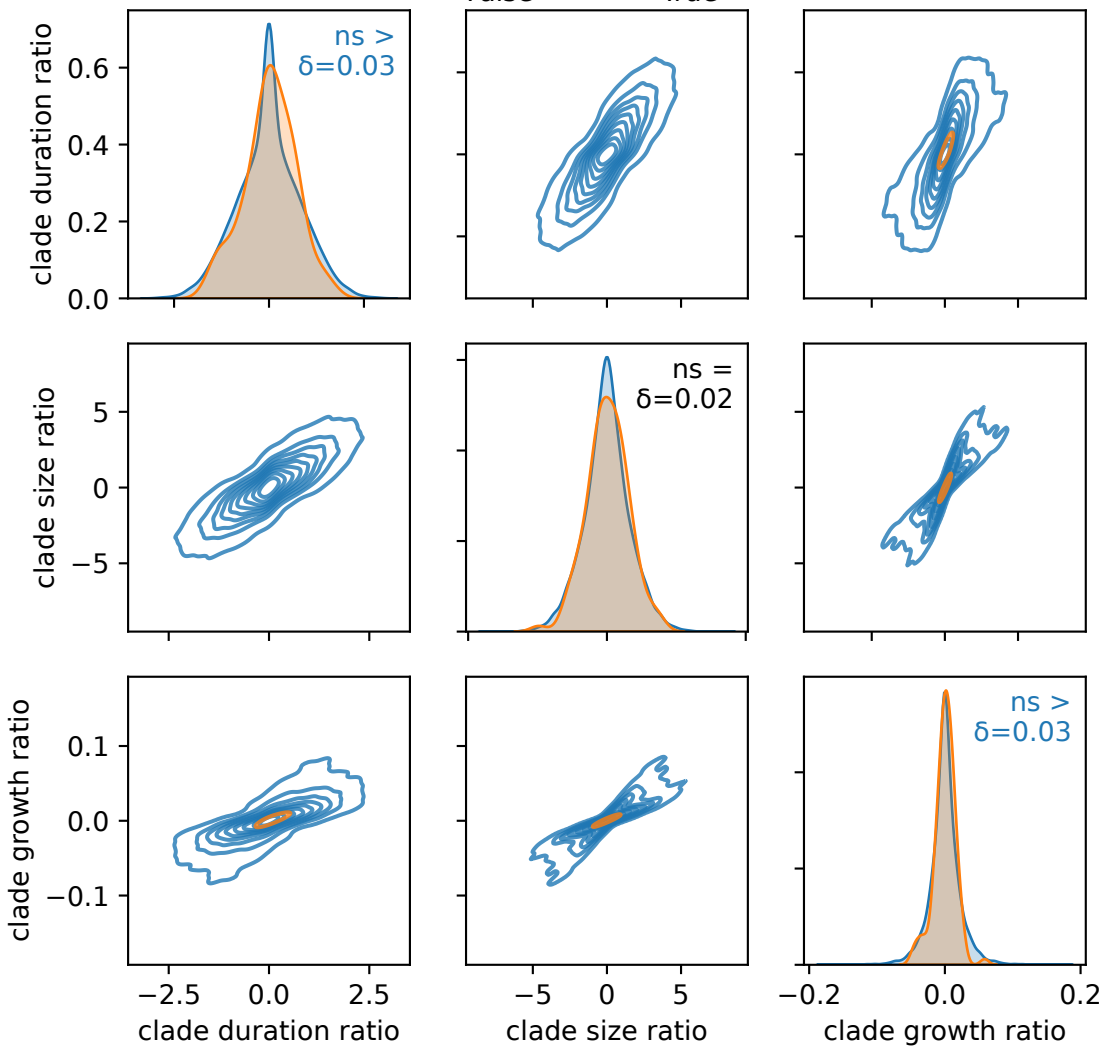 clade duration ratio
0.6
0.4
0.2
0.0
ns >
δ=0.03
clade size ratio
5
0
−5
ns =
δ=0.02
clade growth ratio
0.1
0.0
−0.1
ns >
δ=0.03
−2.5 0.0 2.5
−5 0 5
−0.2 0.0 0.2
clade duration ratio
clade size ratio
clade growth ratio